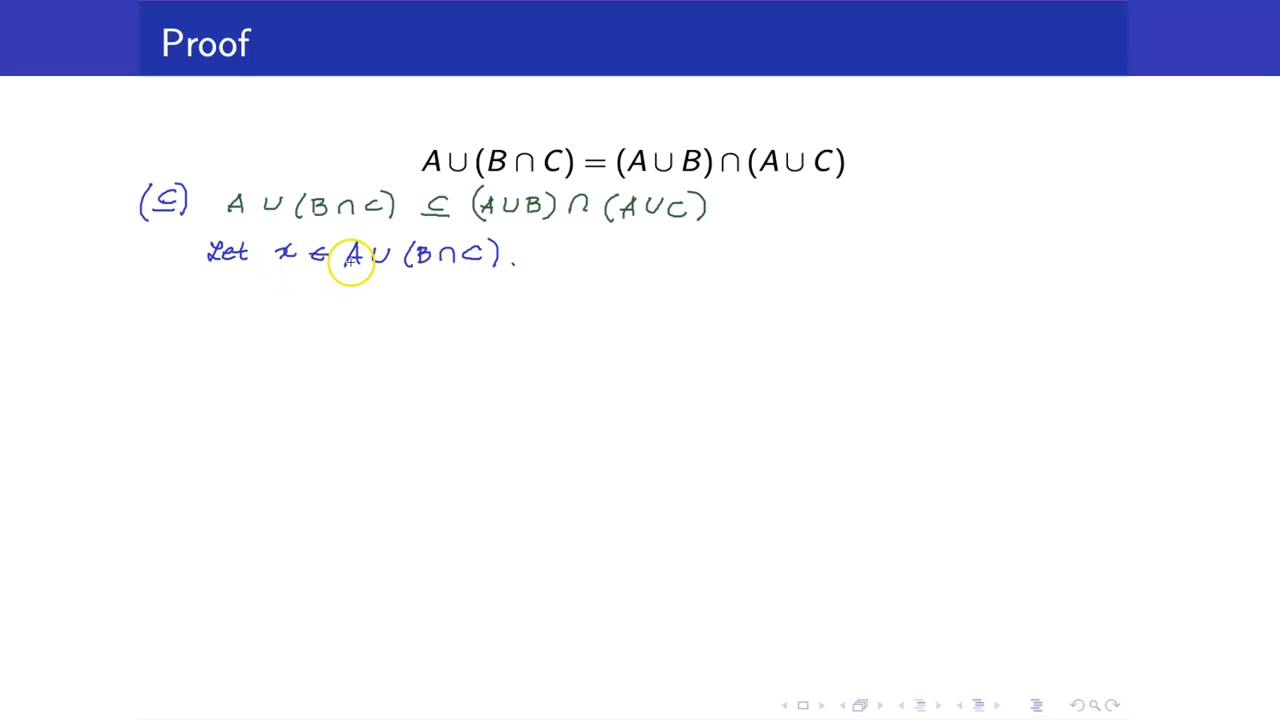 Proof
A ∪ (B ∩ C) = (A ∪ B) ∩ (A ∪ C)
(⊆) A ∪ (B ∩ C) ⊆ (A ∪ B) ∩ (A ∪ C)
Let x ∈ A ∪ (B ∩ C).